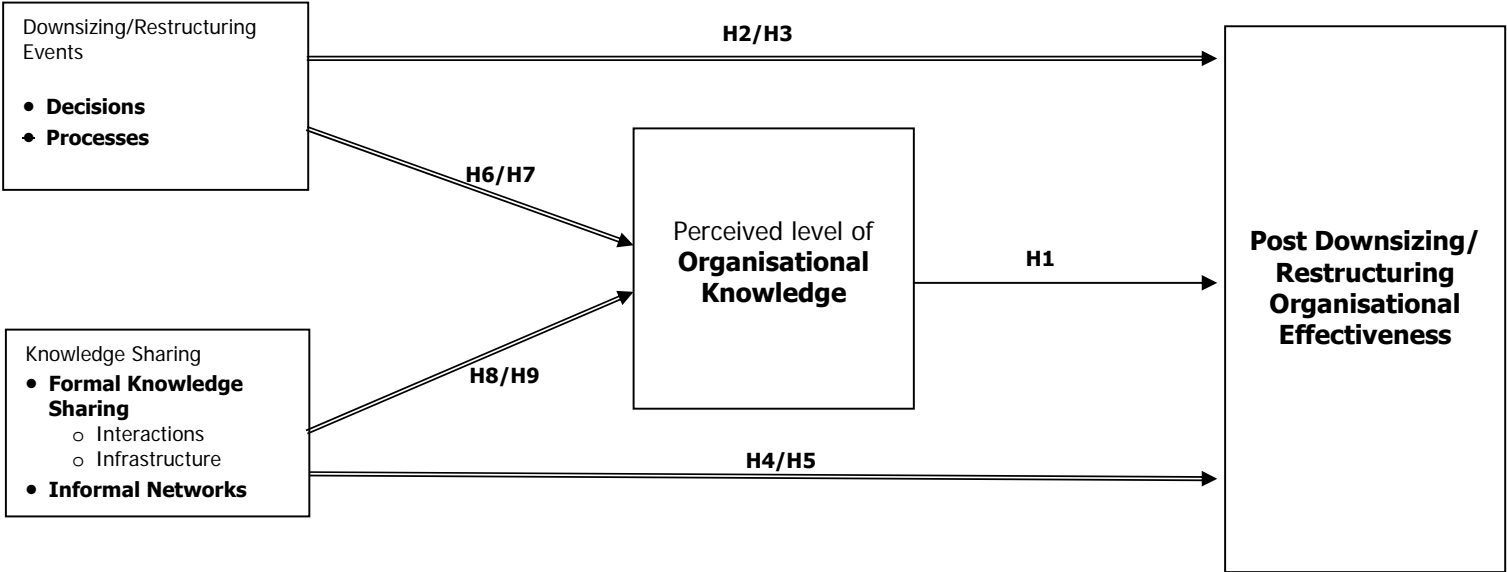 Downsizing/Restructuring
Events
• Decisions
• Processes
H2/H3
H6/H7
Perceived level of
Organisational
Knowledge
H1
Post Downsizing/
Restructuring
Organisational
Effectiveness
Knowledge Sharing
• Formal Knowledge
Sharing
o Interactions
o Infrastructure
• Informal Networks
H8/H9
H4/H5